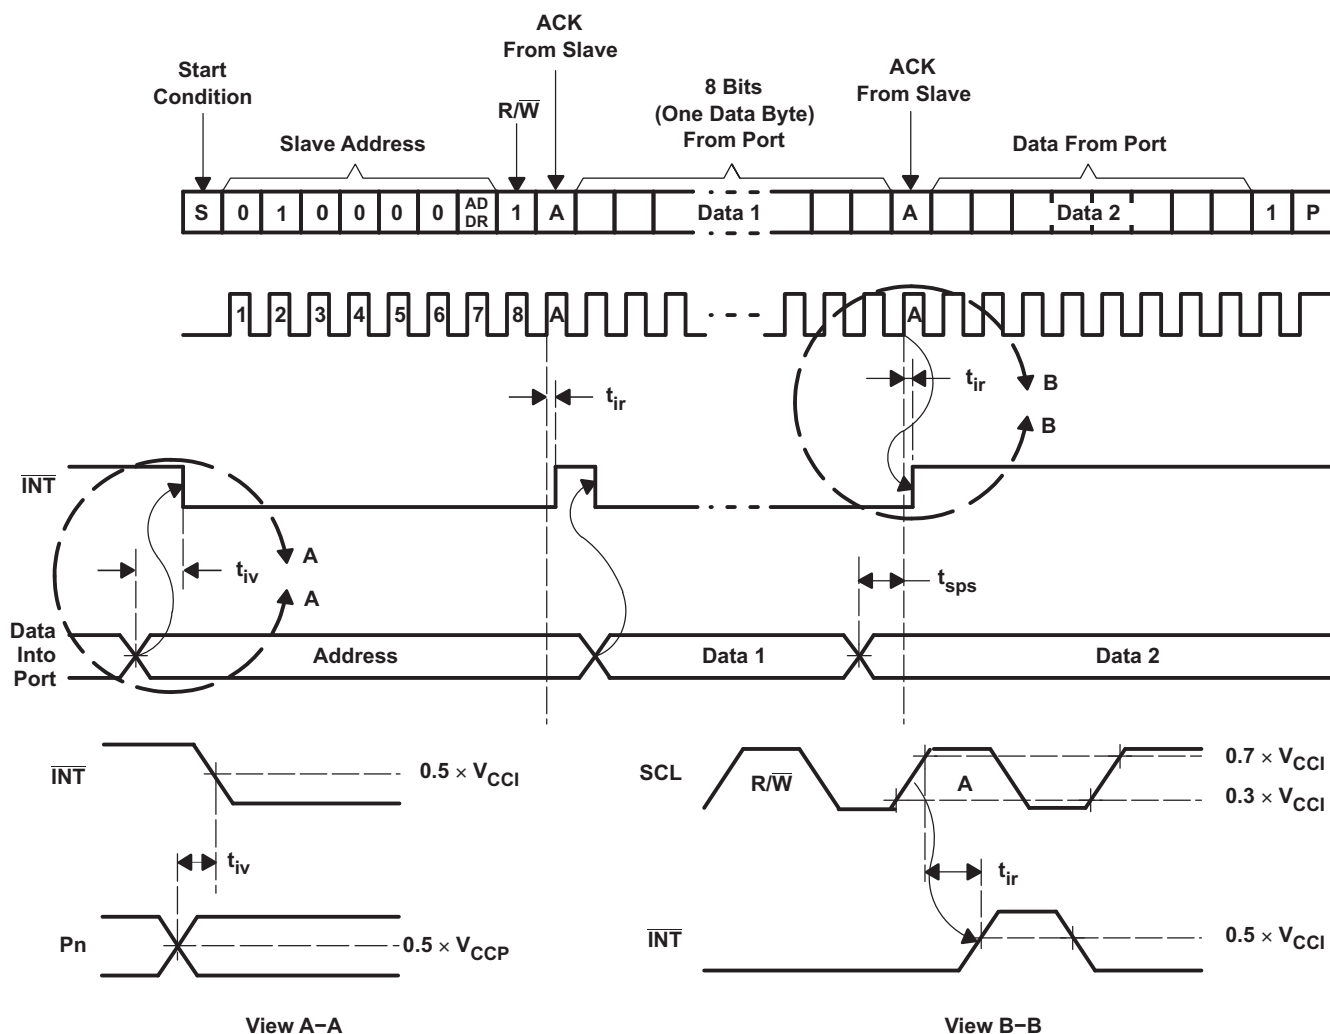 ACK
From Slave
Start
Condition
R/W̅
8 Bits
(One Data Byte)
From Port
ACK
From Slave
Slave Address
Data From Port
S 0 1 0 0 0 0 AD DR 1 A Data 1 A Data 2 1 P
1 2 3 4 5 6 7 8 A A
t_ir
t_ir
B
B
I̅N̅T̅
t_iv
A
A
t_sps
Data
Into
Port
Address
Data 1
Data 2
I̅N̅T̅
0.5 × V_CCI
t_iv
Pn
0.5 × V_CCP
View A−A
SCL
R/W̅
A
0.7 × V_CCI
0.3 × V_CCI
t_ir
I̅N̅T̅
0.5 × V_CCI
View B−B